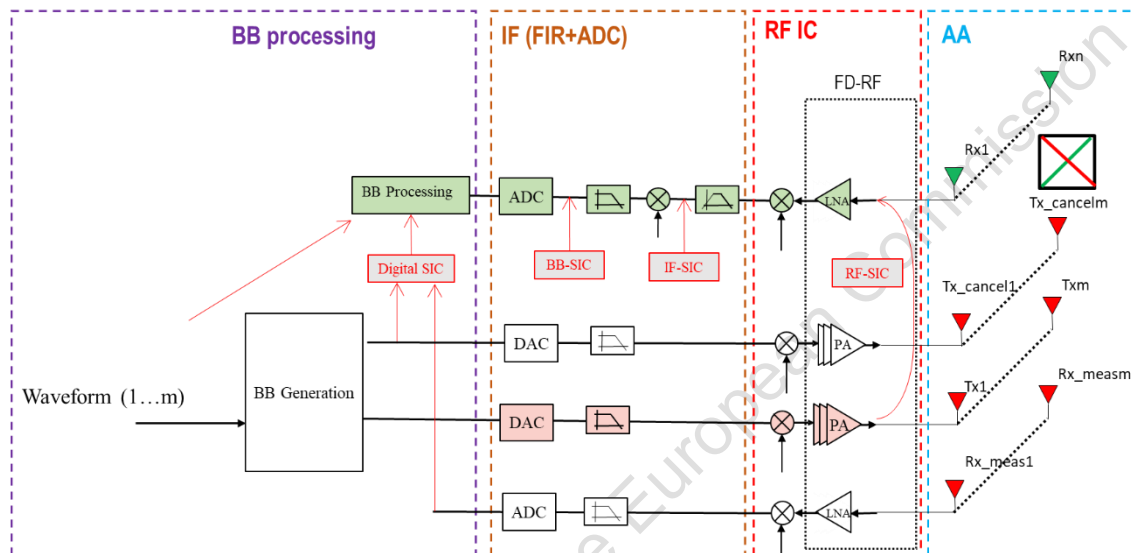 BB processing
IF (FIR+ADC)
RF IC
AA
Rxn
FD-RF
Rx1
BB Processing
ADC
LNA
Tx_cancelm
Digital SIC
BB-SIC
IF-SIC
RF-SIC
Tx_cancel1
Txm
DAC
PA
BB Generation
Waveform (1…m)
Tx1
Rx_measm
DAC
PA
Rx_meas1
ADC
LNA
e European Commission